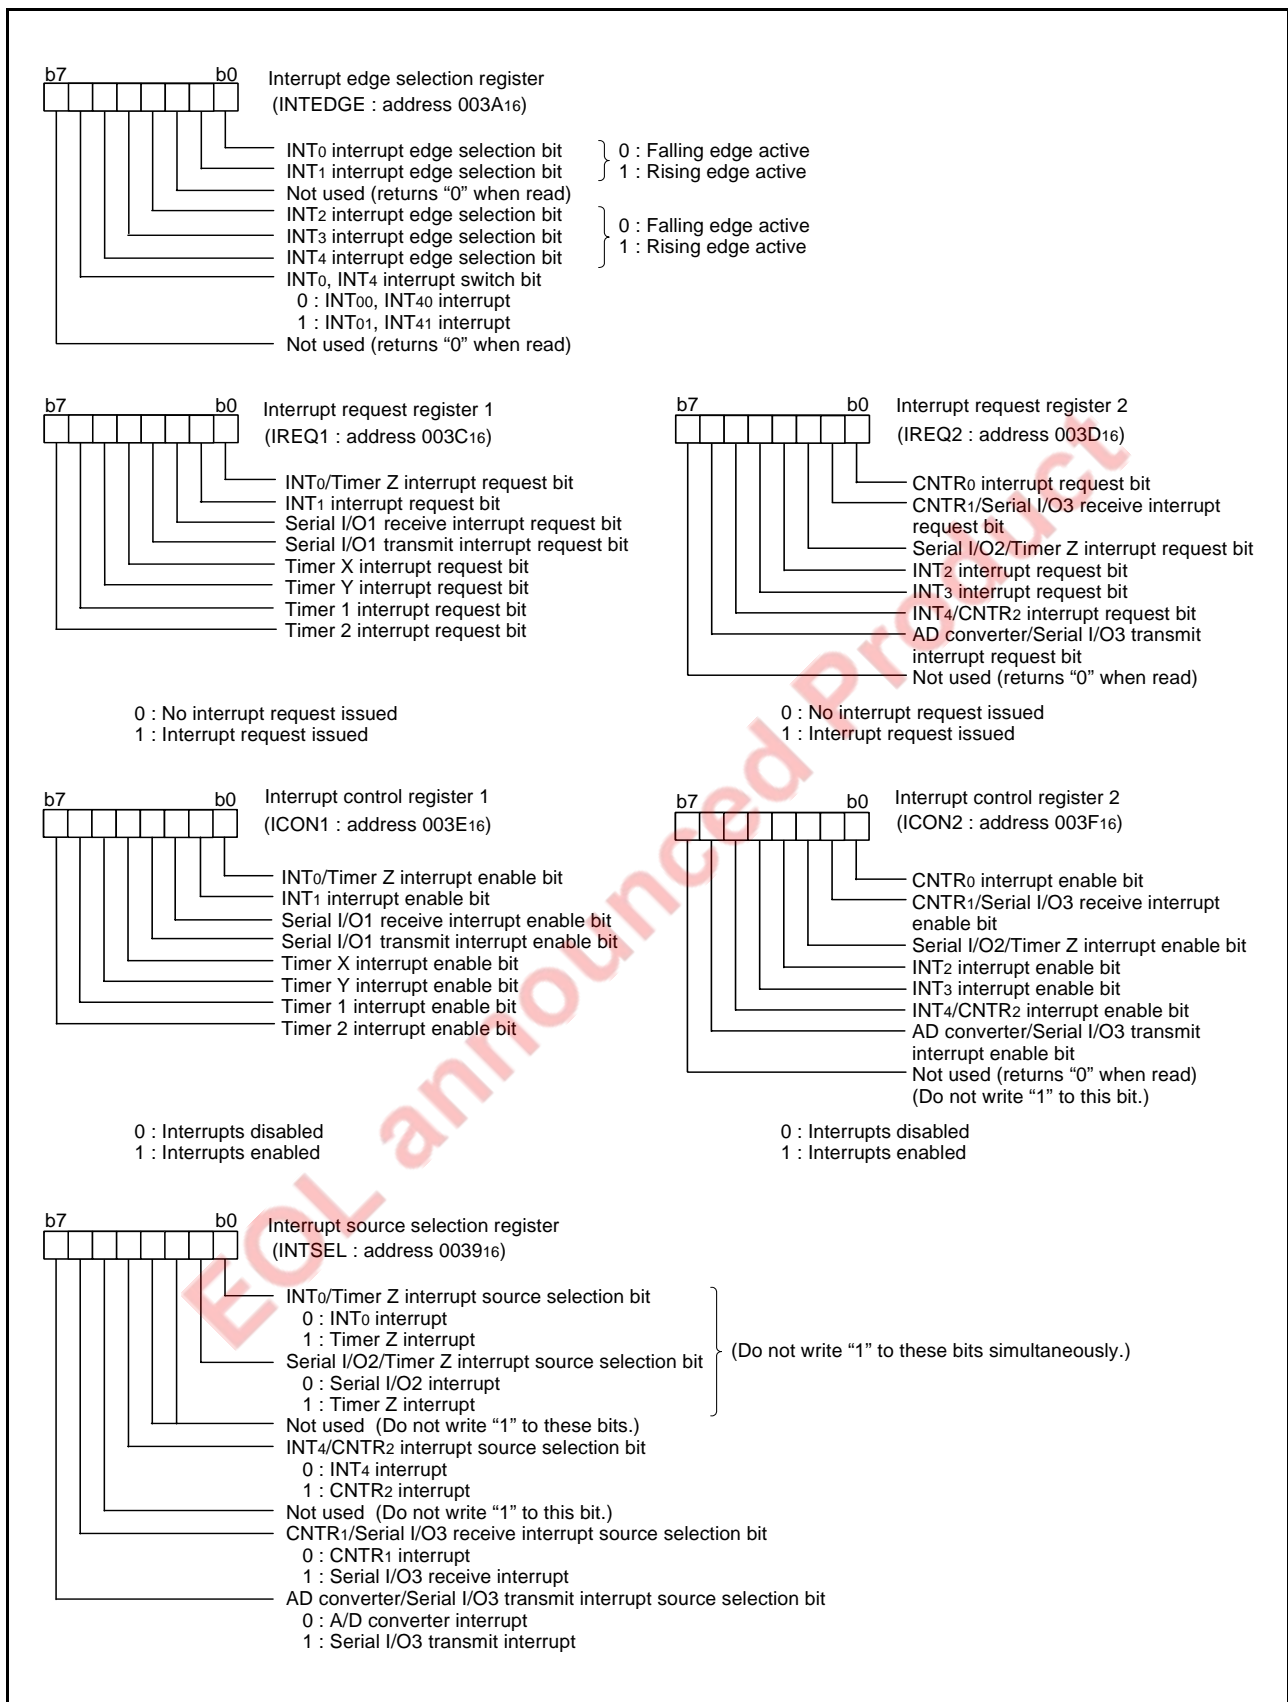 b7 b0 Interrupt edge selection register
(INTEDGE : address 003A16)
INT0 interrupt edge selection bit
INT1 interrupt edge selection bit
0 : Falling edge active
1 : Rising edge active
Not used (returns “0” when read)
INT2 interrupt edge selection bit
INT3 interrupt edge selection bit
INT4 interrupt edge selection bit
0 : Falling edge active
1 : Rising edge active
INT0, INT4 interrupt switch bit
0 : INT00, INT40 interrupt
1 : INT01, INT41 interrupt
Not used (returns “0” when read)
b7 b0 Interrupt request register 1
(IREQ1 : address 003C16)
INT0/Timer Z interrupt request bit
INT1 interrupt request bit
Serial I/O1 receive interrupt request bit
Serial I/O1 transmit interrupt request bit
Timer X interrupt request bit
Timer Y interrupt request bit
Timer 1 interrupt request bit
Timer 2 interrupt request bit
0 : No interrupt request issued
1 : Interrupt request issued
b7 b0 Interrupt request register 2
(IREQ2 : address 003D16)
CNTR0 interrupt request bit
CNTR1/Serial I/O3 receive interrupt
request bit
Serial I/O2/Timer Z interrupt request bit
INT2 interrupt request bit
INT3 interrupt request bit
INT4/CNTR2 interrupt request bit
AD converter/Serial I/O3 transmit
interrupt request bit
Not used (returns “0” when read)
0 : No interrupt request issued
1 : Interrupt request issued
b7 b0 Interrupt control register 1
(ICON1 : address 003E16)
INT0/Timer Z interrupt enable bit
INT1 interrupt enable bit
Serial I/O1 receive interrupt enable bit
Serial I/O1 transmit interrupt enable bit
Timer X interrupt enable bit
Timer Y interrupt enable bit
Timer 1 interrupt enable bit
Timer 2 interrupt enable bit
0 : Interrupts disabled
1 : Interrupts enabled
b7 b0 Interrupt control register 2
(ICON2 : address 003F16)
CNTR0 interrupt enable bit
CNTR1/Serial I/O3 receive interrupt
enable bit
Serial I/O2/Timer Z interrupt enable bit
INT2 interrupt enable bit
INT3 interrupt enable bit
INT4/CNTR2 interrupt enable bit
AD converter/Serial I/O3 transmit
interrupt enable bit
Not used (returns “0” when read)
(Do not write “1” to this bit.)
0 : Interrupts disabled
1 : Interrupts enabled
b7 b0 Interrupt source selection register
(INTSEL : address 003916)
INT0/Timer Z interrupt source selection bit
0 : INT0 interrupt
1 : Timer Z interrupt
Serial I/O2/Timer Z interrupt source selection bit
0 : Serial I/O2 interrupt
1 : Timer Z interrupt
(Do not write “1” to these bits simultaneously.)
Not used (Do not write “1” to these bits.)
INT4/CNTR2 interrupt source selection bit
0 : INT4 interrupt
1 : CNTR2 interrupt
Not used (Do not write “1” to this bit.)
CNTR1/Serial I/O3 receive interrupt source selection bit
0 : CNTR1 interrupt
1 : Serial I/O3 receive interrupt
AD converter/Serial I/O3 transmit interrupt source selection bit
0 : A/D converter interrupt
1 : Serial I/O3 transmit interrupt
EOL announced Product